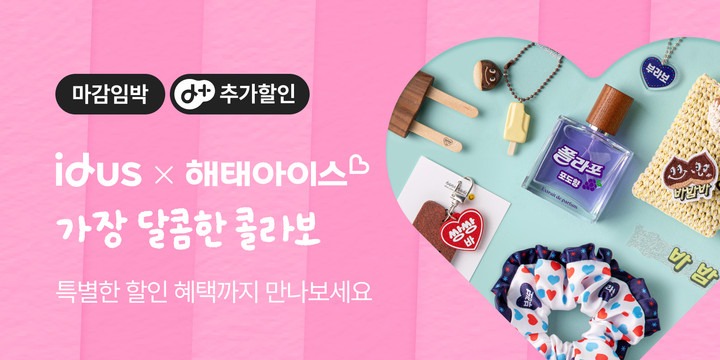 마감임박
d+ 추가할인
idus × 해태아이스
가장 달콤한 콜라보
특별한 할인 혜택까지 만나보세요
부라보
폴라포
포도향
쌍쌍
바
바밤바
바밤